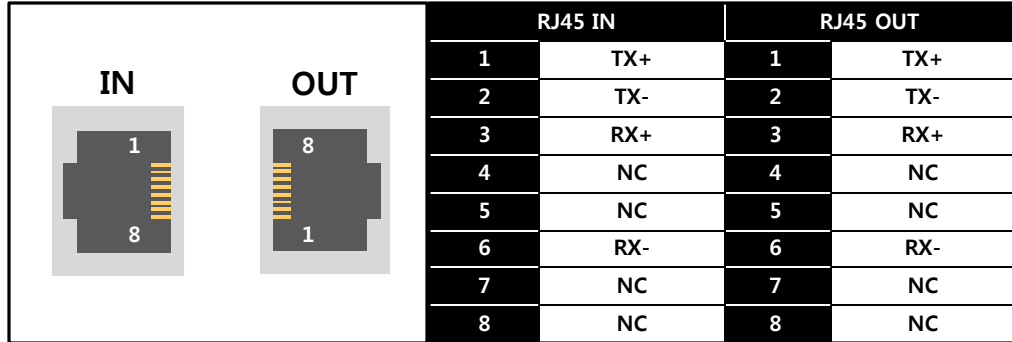 IN OUT
1 8
8 1
RJ45 IN RJ45 OUT
1 TX+ 1 TX+
2 TX- 2 TX-
3 RX+ 3 RX+
4 NC 4 NC
5 NC 5 NC
6 RX- 6 RX-
7 NC 7 NC
8 NC 8 NC